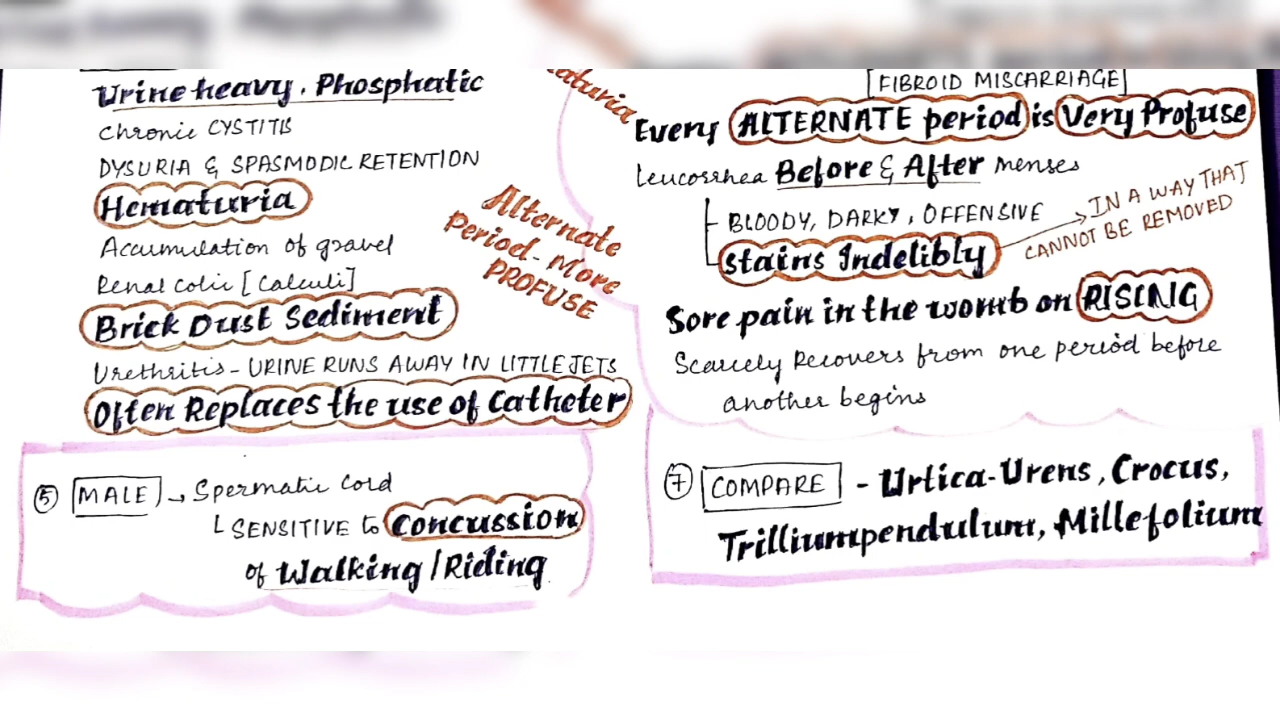 Urine heavy, Phosphatic
Chronic CYSTITIS
DYSURIA & SPASMODIC RETENTION
Hematuria
Accumulation of gravel
Renal colic [Calculi]
Brick Dust Sediment
Urethritis - URINE RUNS AWAY IN LITTLE JETS
Often Replaces the use of Catheter
5 MALE → Spermatic cord
SENSITIVE to Concussion
of Walking / Riding
Alternate
Period - More
PROFUSE
[FIBROID MISCARRIAGE]
Every ALTERNATE period is Very Profuse
Leucorrhea Before & After menses
BLOODY, DARK, OFFENSIVE
Stains Indelibly → IN A WAY THAT
CANNOT BE REMOVED
Sore pain in the womb on RISING
Scarcely Recovers from one period before
another begins
7 COMPARE - Urtica-Urens, Crocus,
Trilliumpendulum, Millefolium